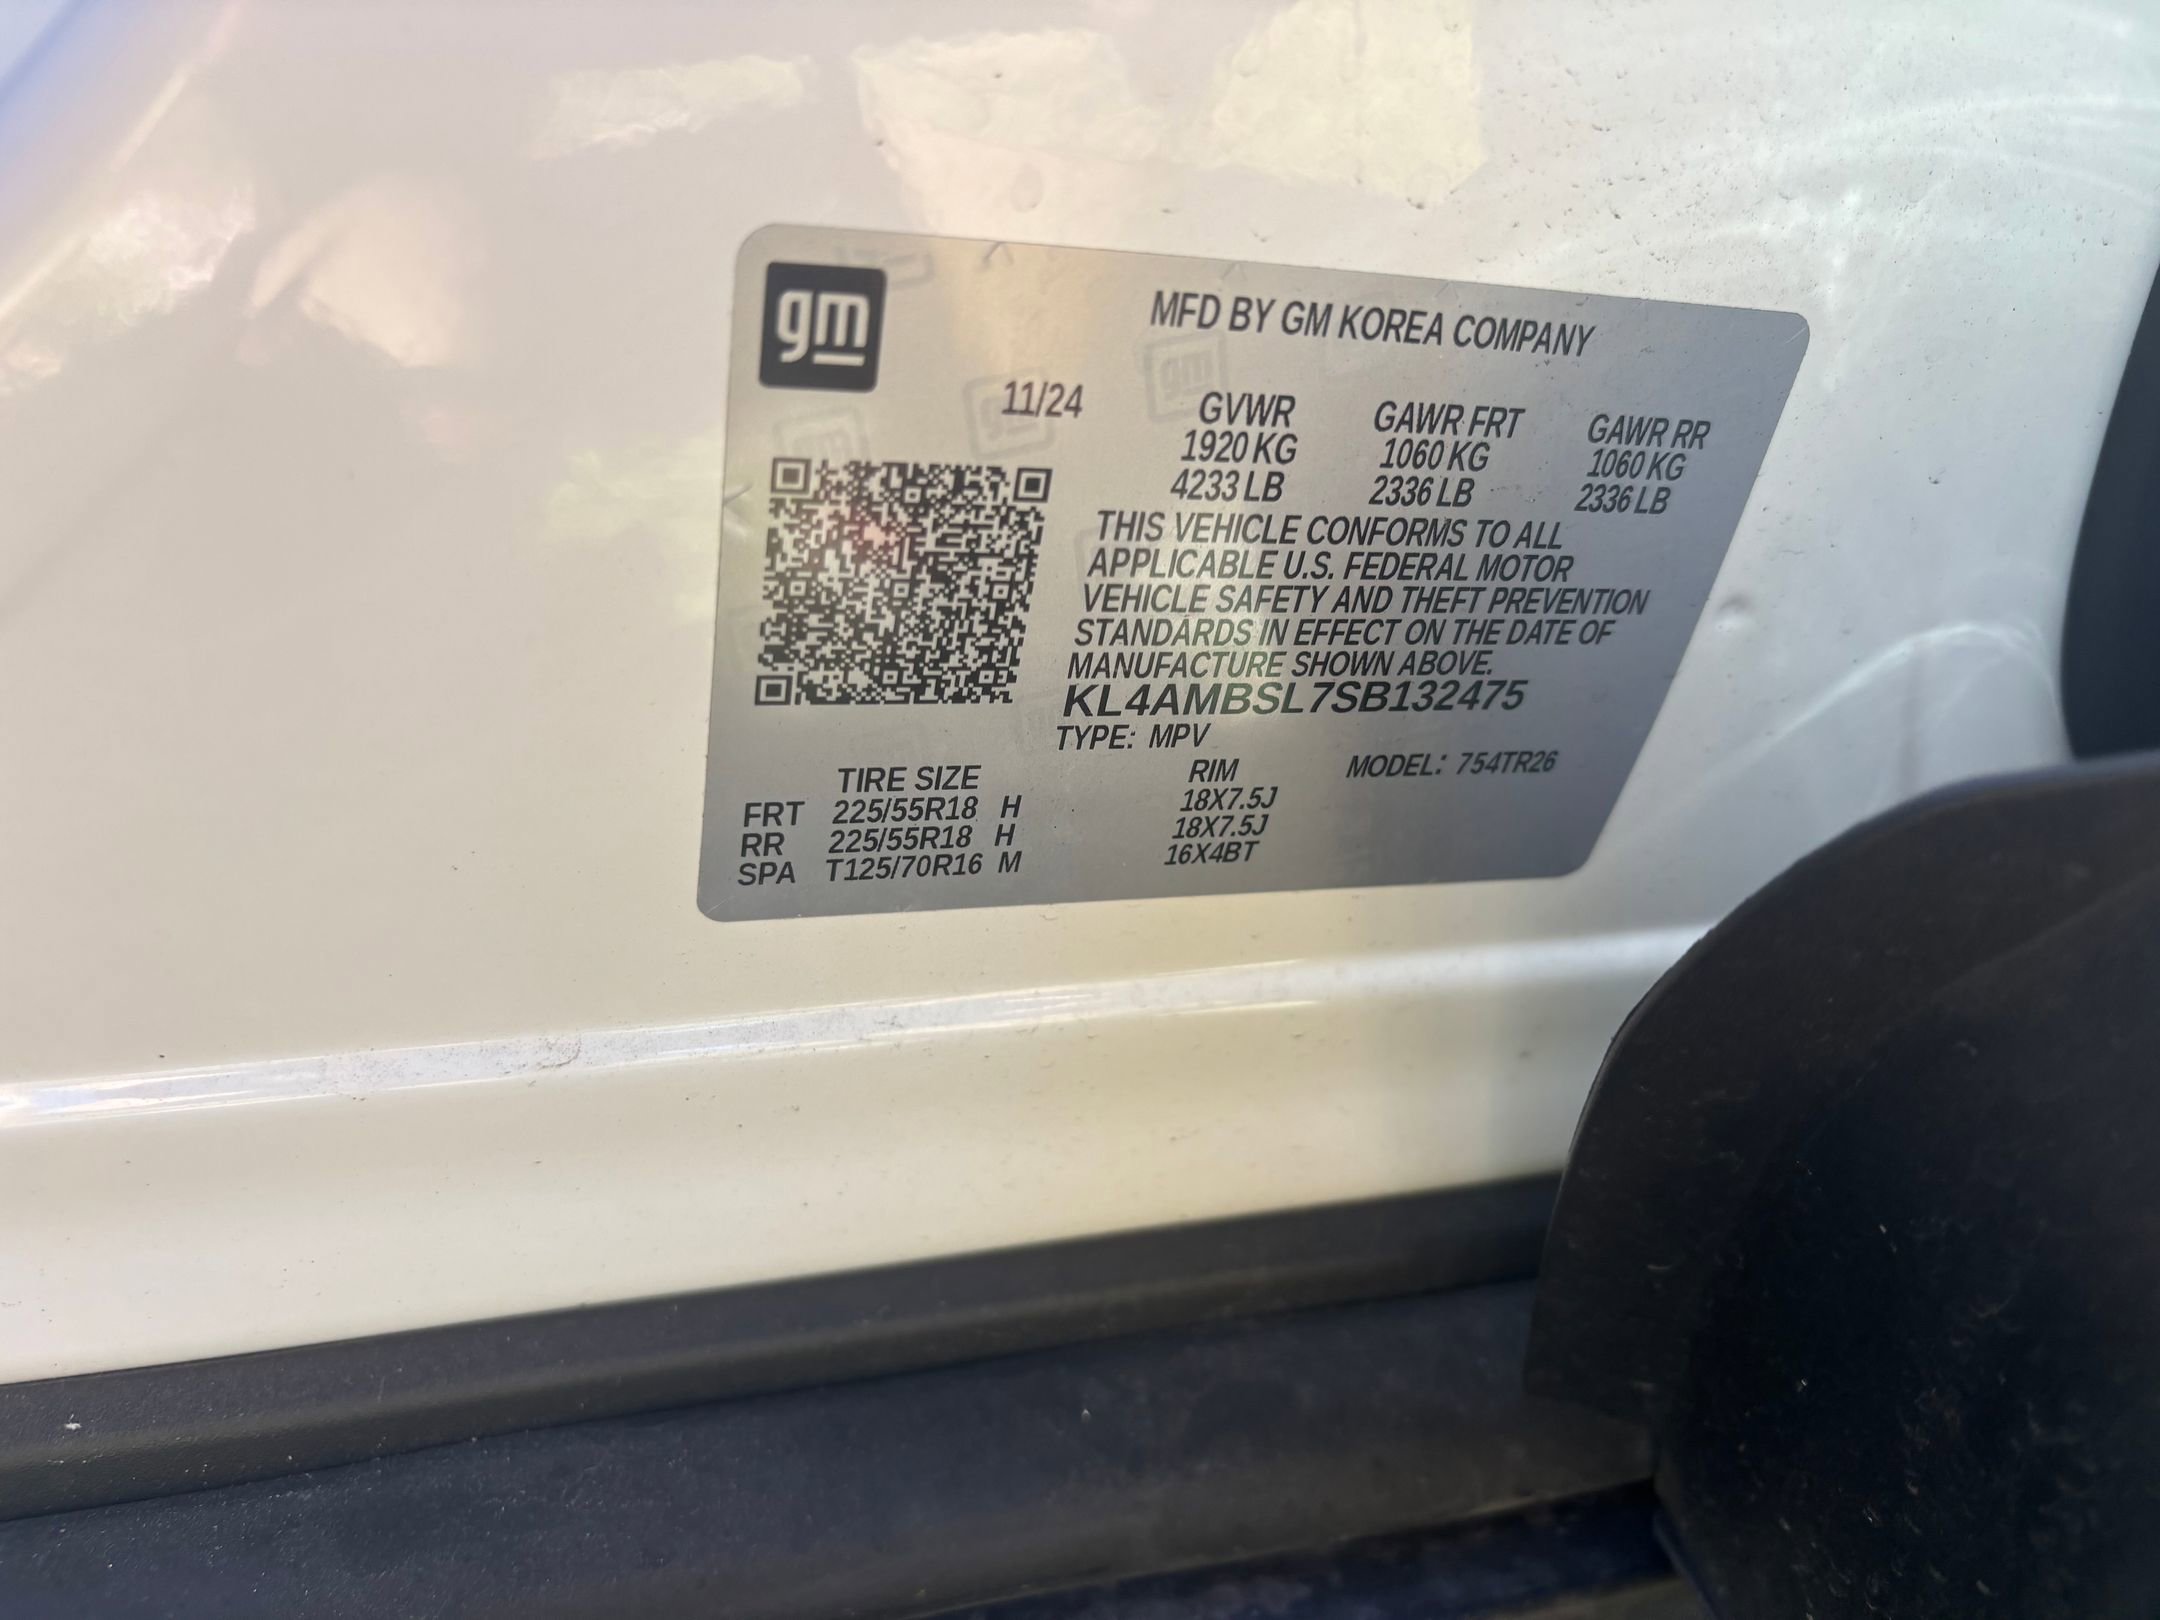 gm
MFD BY GM KOREA COMPANY
11/24
GVWR GAWR FRT GAWR RR
1920 KG 1060 KG 1060 KG
4233 LB 2336 LB 2336 LB
THIS VEHICLE CONFORMS TO ALL
APPLICABLE U.S. FEDERAL MOTOR
VEHICLE SAFETY AND THEFT PREVENTION
STANDARDS IN EFFECT ON THE DATE OF
MANUFACTURE SHOWN ABOVE.
KL4AMBSL7SB132475
TYPE: MPV
MODEL: 754TR26
TIRE SIZE RIM
FRT 225/55R18 H 18X7.5J
RR 225/55R18 H 18X7.5J
SPA T125/70R16 M 16X4BT